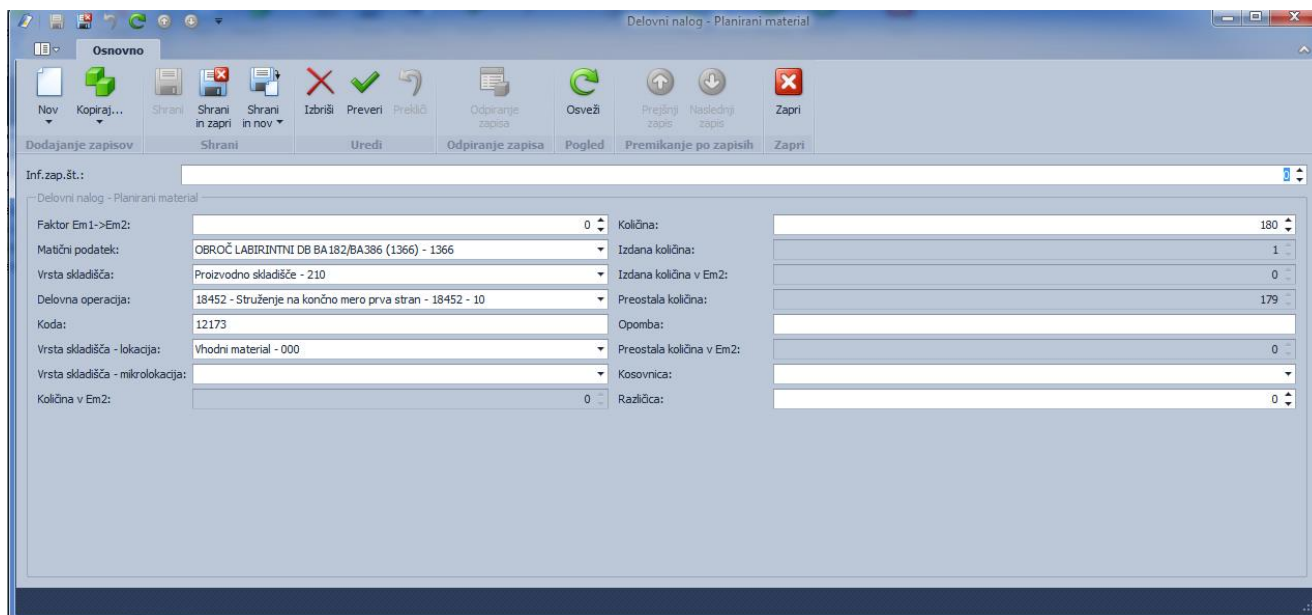 Delovni nalog - Planirani material
Osnovno
Nov
Kopiraj...
Shrani
Shrani in zapri
Shrani in nov
Izbriši
Preveri
Prekliči
Odpiranje zapisa
Osveži
Prejšnji zapis
Naslednji zapis
Zapri
Dodajanje zapisov
Shrani
Uredi
Odpiranje zapisa
Pogled
Premikanje po zapisih
Zapri
Inf.zap.št.: 0
Delovni nalog - Planirani material
Faktor Em1->Em2: 0
Količina: 180
Matični podatek: OBROČ LABIRINTNI DB BA182/BA386 (1366) - 1366
Izdana količina: 1
Vrsta skladišča: Proizvodno skladišče - 210
Izdana količina v Em2: 0
Delovna operacija: 18452 - Struženje na končno mero prva stran - 18452 - 10
Preostala količina: 179
Koda: 12173
Opomba:
Vrsta skladišča - lokacija: Vhodni material - 000
Preostala količina v Em2: 0
Vrsta skladišča - mikrolokacija:
Kosovnica:
Količina v Em2: 0
Različica: 0